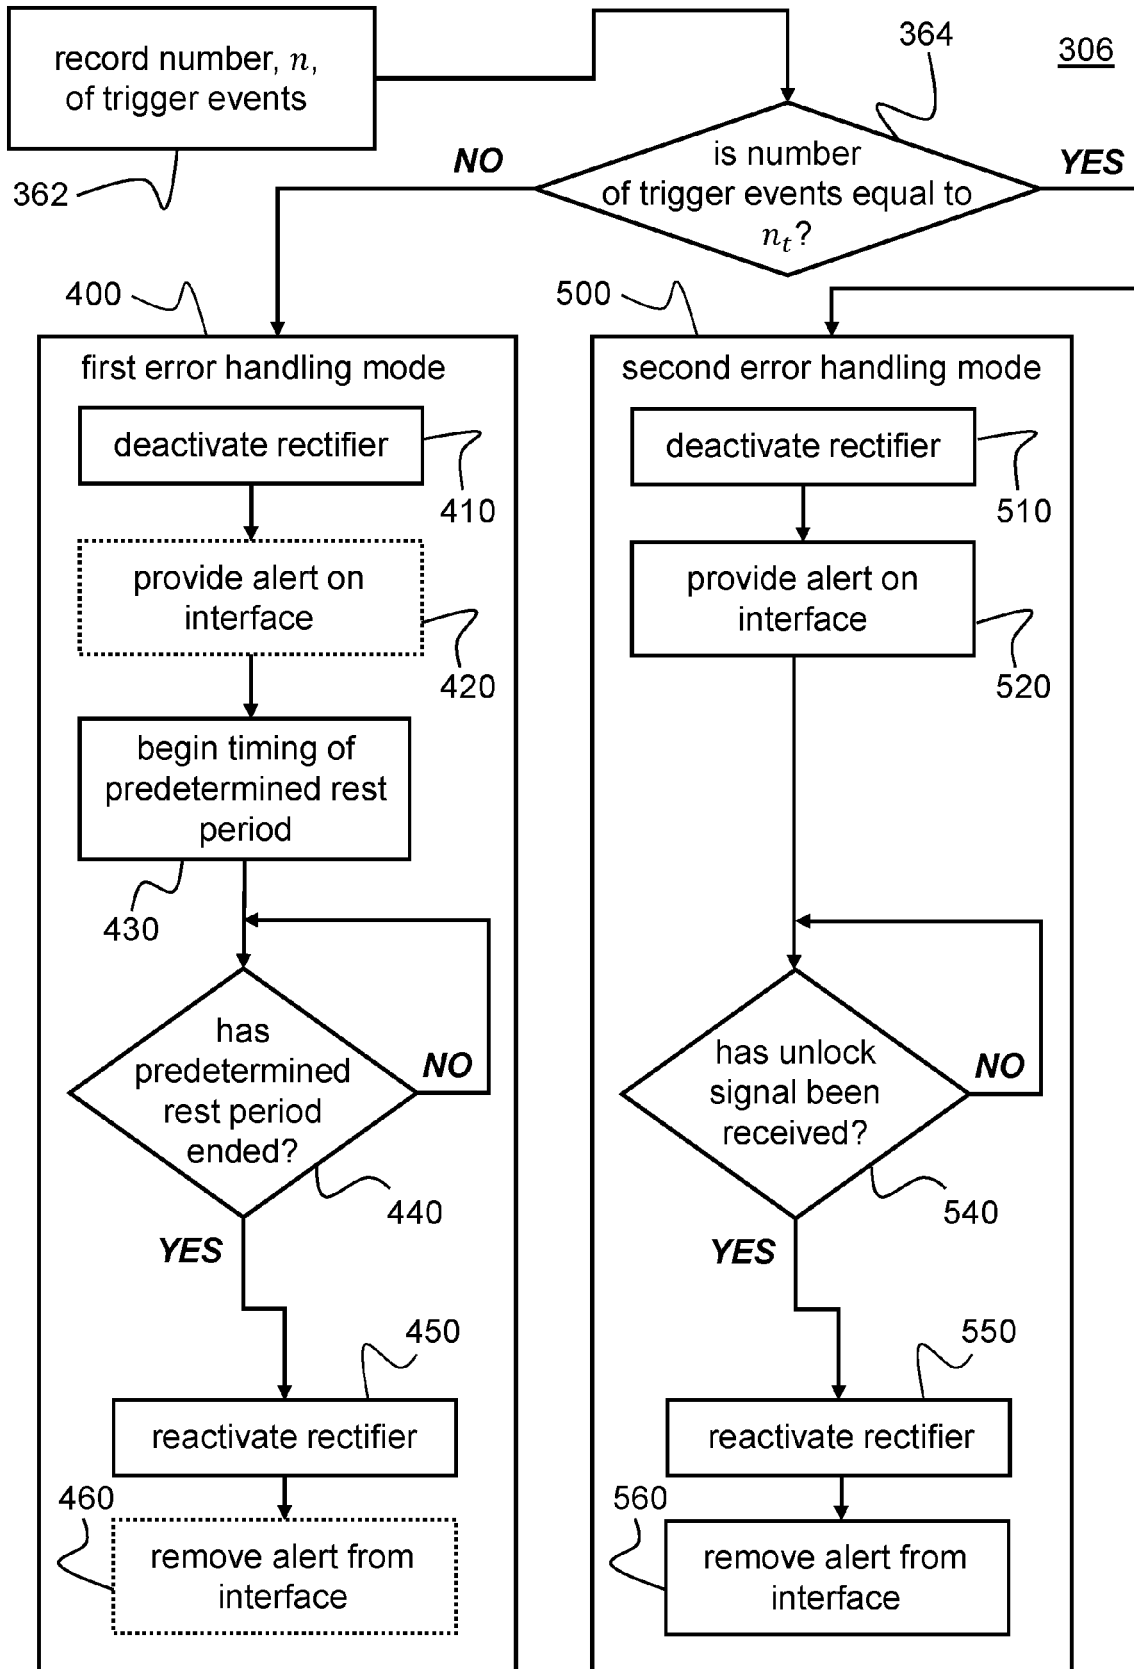 record number, n,
of trigger events
362
364
306
is number
of trigger events equal to
nₜ?
NO
YES
400
first error handling mode
deactivate rectifier
410
provide alert on
interface
420
begin timing of
predetermined rest
period
430
has
predetermined
rest period
ended?
NO
440
YES
450
reactivate rectifier
460
remove alert from
interface
500
second error handling mode
deactivate rectifier
510
provide alert on
interface
520
has unlock
signal been
received?
NO
540
YES
550
reactivate rectifier
560
remove alert from
interface